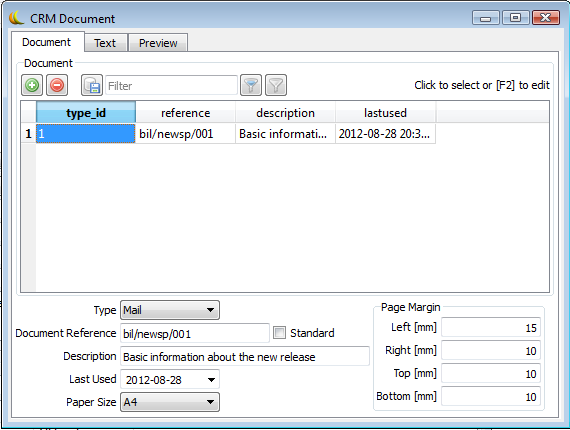 CRM Document
Document Text Preview
Document
Filter Click to select or [F2] to edit
type_id reference description lastused
1 1 bil/newsp/001 Basic informati... 2012-08-28 20:3...
Type Mail
Document Reference bil/newsp/001 Standard
Description Basic information about the new release
Last Used 2012-08-28
Paper Size A4
Page Margin
Left [mm] 15
Right [mm] 10
Top [mm] 10
Bottom [mm] 10